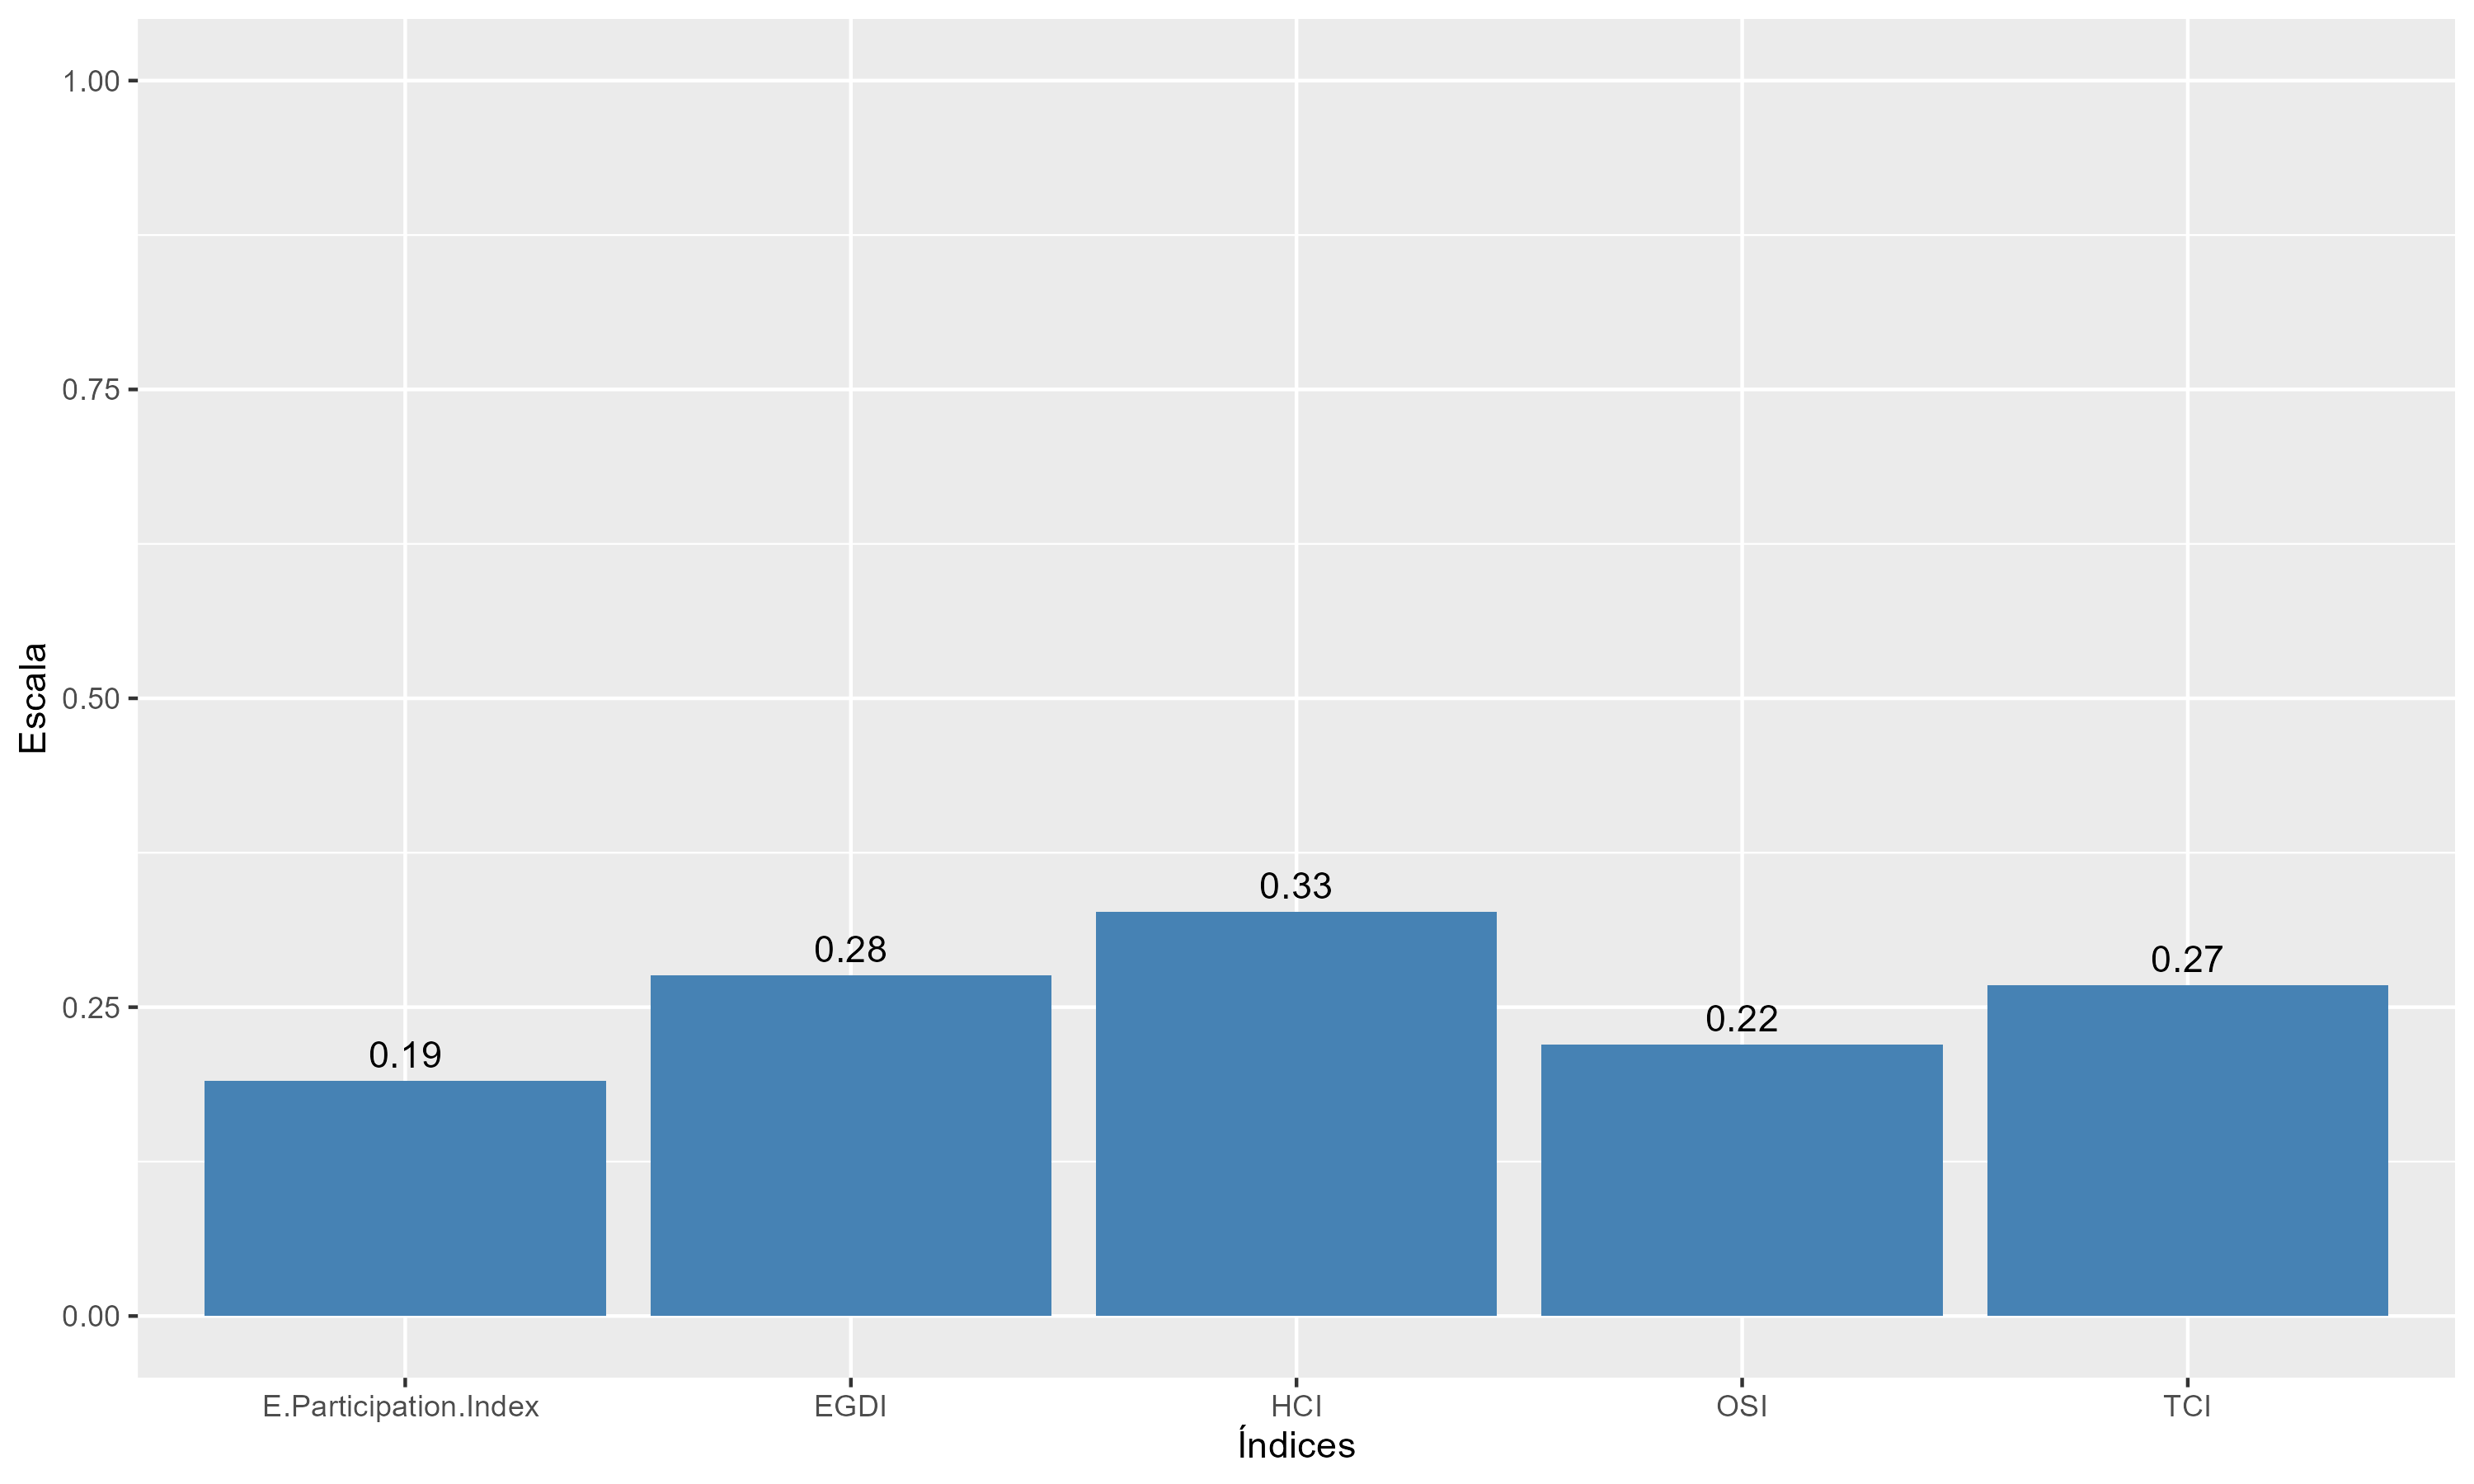 1.00
0.75
0.50
0.25
0.00
Escala
0.19
0.28
0.33
0.22
0.27
E.Participation.Index
EGDI
HCI
OSI
TCI
Índices